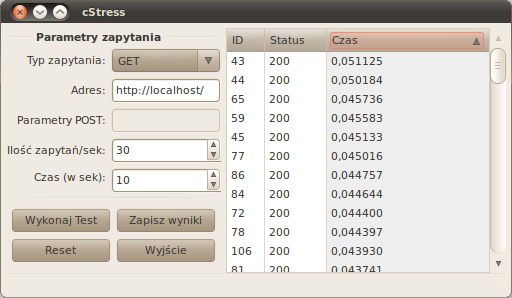 cStress
Parametry zapytania
Typ zapytania: GET
Adres: http://localhost/
Parametry POST:
Ilość zapytań/sek: 30
Czas (w sek): 10
Wykonaj Test Zapisz wyniki
Reset Wyjście
ID Status Czas
43 200 0,051125
44 200 0,050184
65 200 0,045736
59 200 0,045583
45 200 0,045133
77 200 0,045016
86 200 0,044757
84 200 0,044644
72 200 0,044400
78 200 0,044397
106 200 0,043930
81 200 0,043741